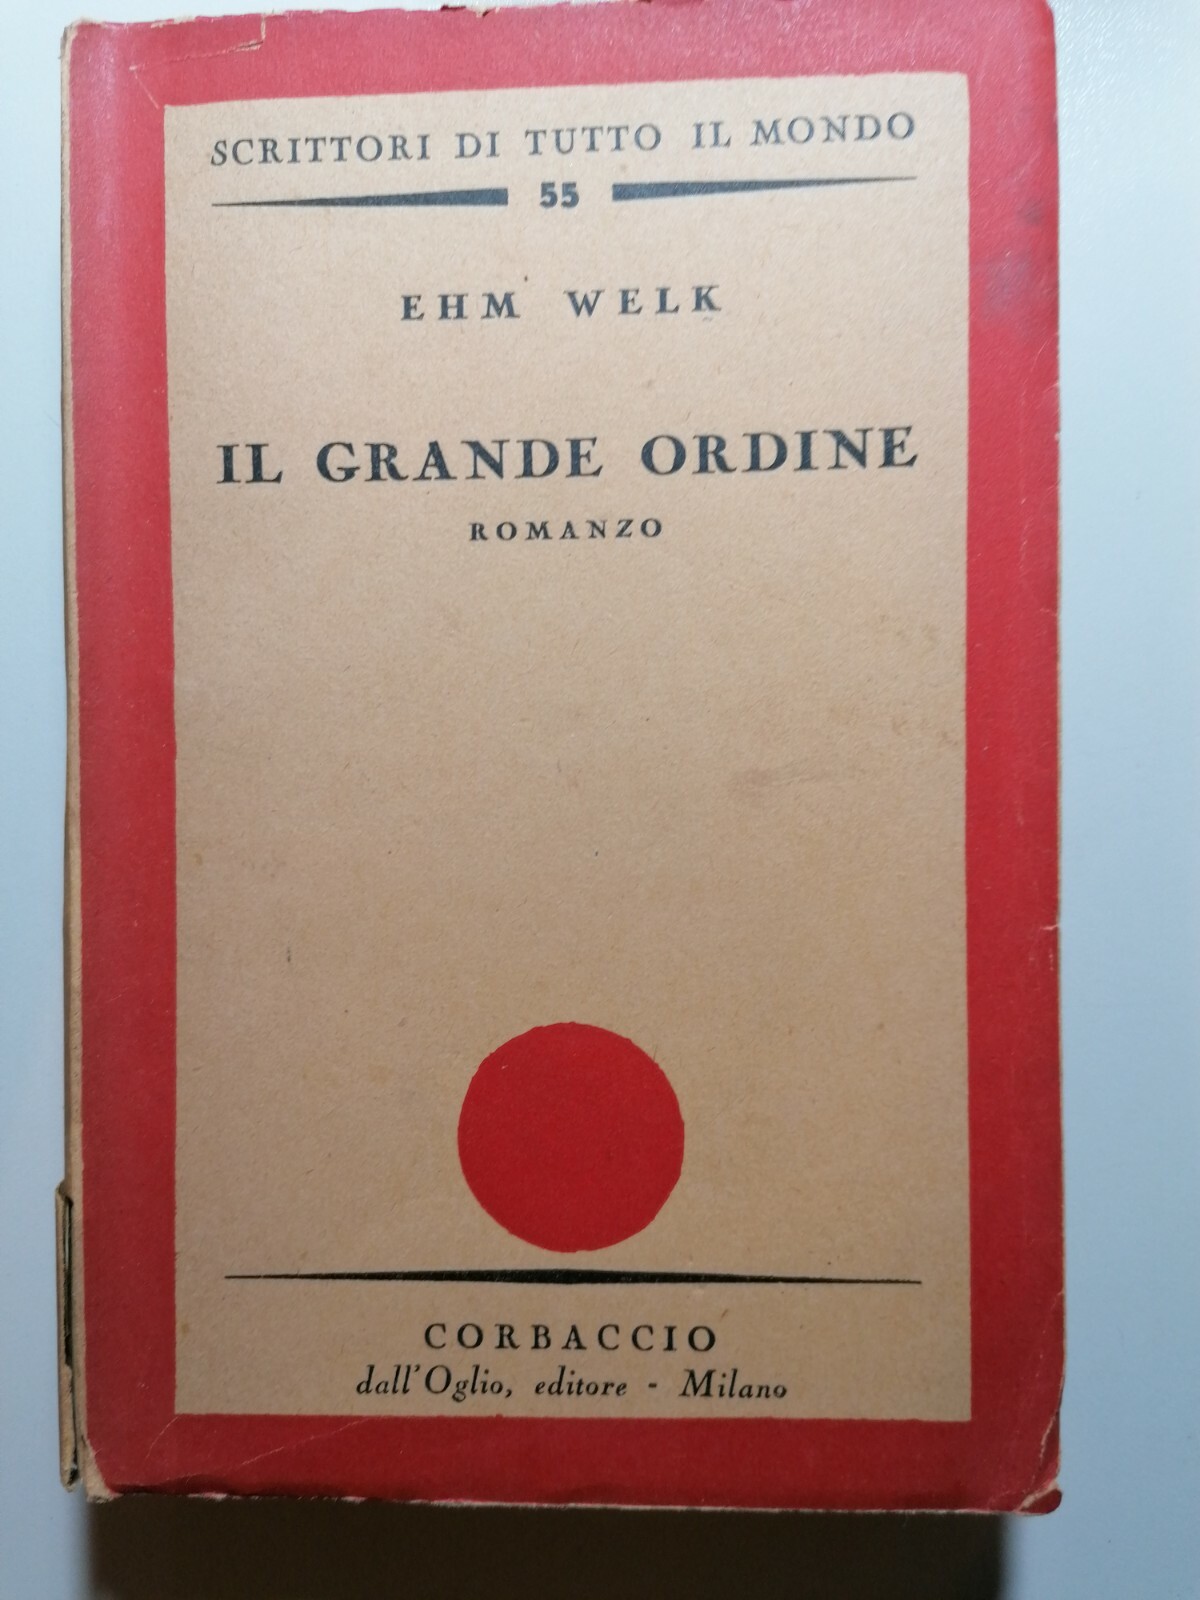 SCRITTORI DI TUTTO IL MONDO
55
EHM WELK
IL GRANDE ORDINE
ROMANZO
CORBACCIO
dall'Oglio, editore - Milano